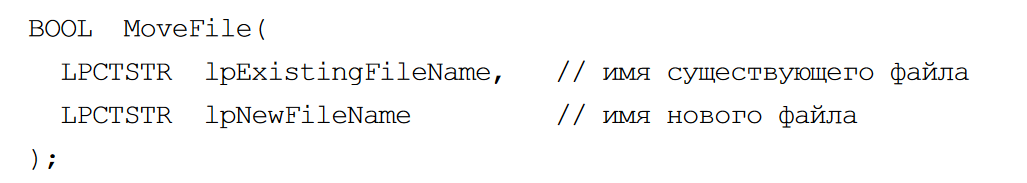 BOOL  MoveFile(
  LPCTSTR  lpExistingFileName,   // имя существующего файла
  LPCTSTR  lpNewFileName         // имя нового файла
);